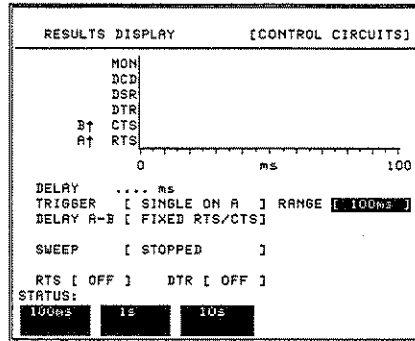 RESULTS DISPLAY [CONTROL CIRCUITS]
MON
DCD
DSR
DTR
B↑ CTS
A↑ RTS
0 ms 100
DELAY .... ms
TRIGGER [ SINGLE ON A ] RANGE [ 100ms ]
DELAY A-B [ FIXED RTS/CTS]
SWEEP [ STOPPED ]
RTS [ OFF ] DTR [ OFF ]
STATUS:
100ms 1s 10s